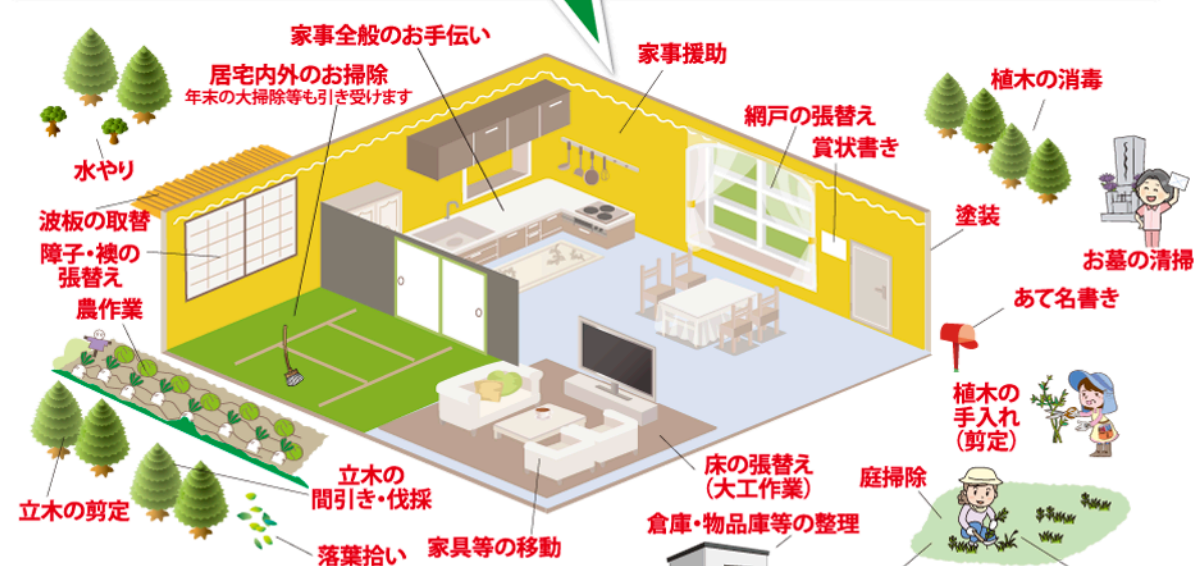 家事全般のお手伝い
家事援助
居宅内外のお掃除
年末の大掃除等も引き受けます
植木の消毒
網戸の張替え
賞状書き
水やり
波板の取替
塗装
障子・襖の
張替え
お墓の清掃
農作業
あて名書き
植木の
手入れ
(剪定)
立木の
間引き・伐採
床の張替え
(大工作業)
庭掃除
立木の剪定
倉庫・物品庫等の整理
落葉拾い
家具等の移動